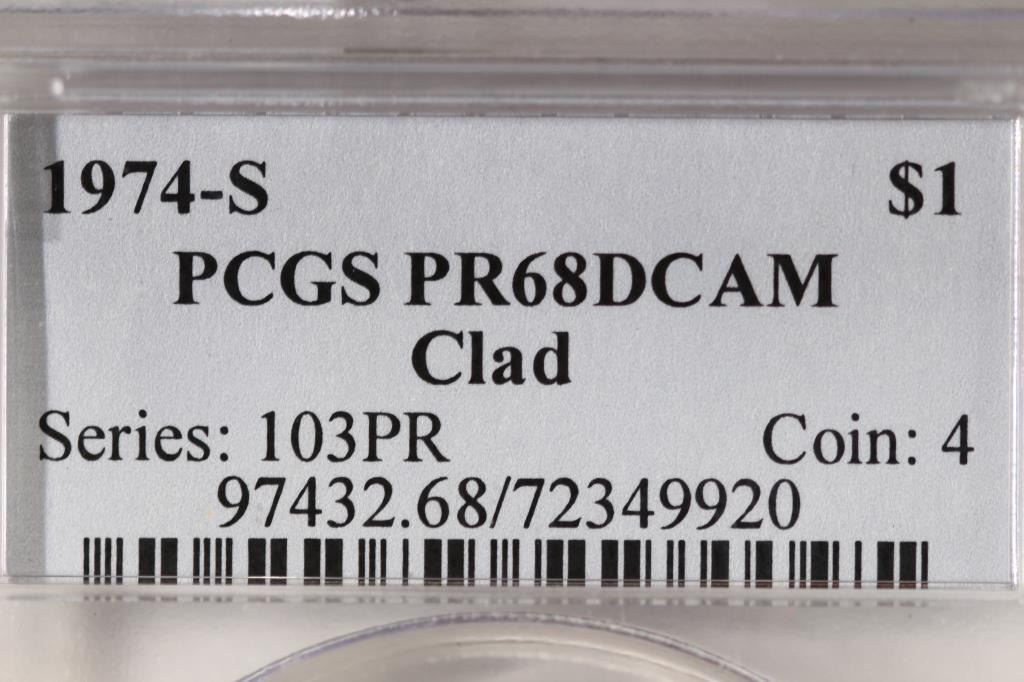 1974-S $1
PCGS PR68DCAM
Clad
Series: 103PR Coin: 4
97432.68/72349920